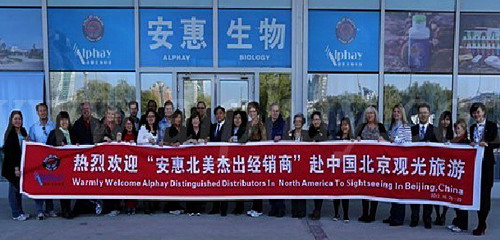 Alphay
安惠 生物
ALPHAY BIOLOGY
Alphay
Alphay
热烈欢迎 “安惠北美杰出经销商” 赴中国北京观光旅游
Warmly Welcome Alphay Distinguished Distributors In North America To Sightseeing In Beijing,China